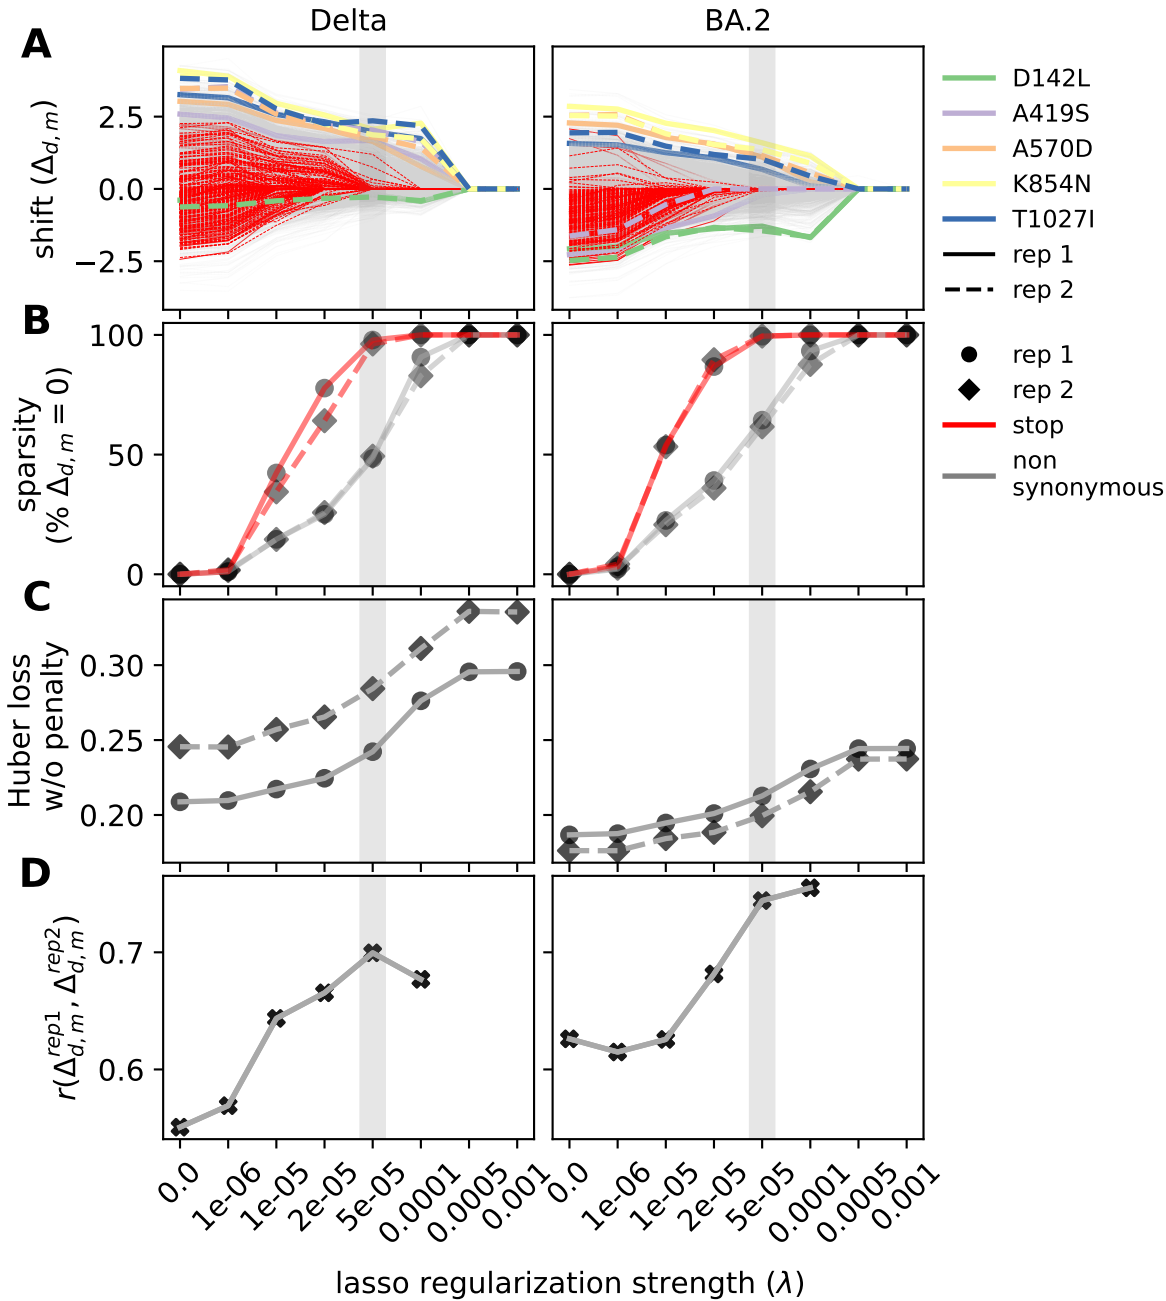 Delta
BA.2
A
shift (Δd,m)
2.5
0.0
−2.5
D142L
A419S
A570D
K854N
T1027I
rep 1
rep 2
B
sparsity
(% Δd,m = 0)
100
50
0
rep 1
rep 2
stop
non
synonymous
C
Huber loss
w/o penalty
0.30
0.25
0.20
D
r(Δd,m^rep1 , Δd,m^rep2)
0.7
0.6
0.0
1e-06
1e-05
2e-05
5e-05
0.0001
0.0005
0.001
0.0
1e-06
1e-05
2e-05
5e-05
0.0001
0.0005
0.001
lasso regularization strength (λ)